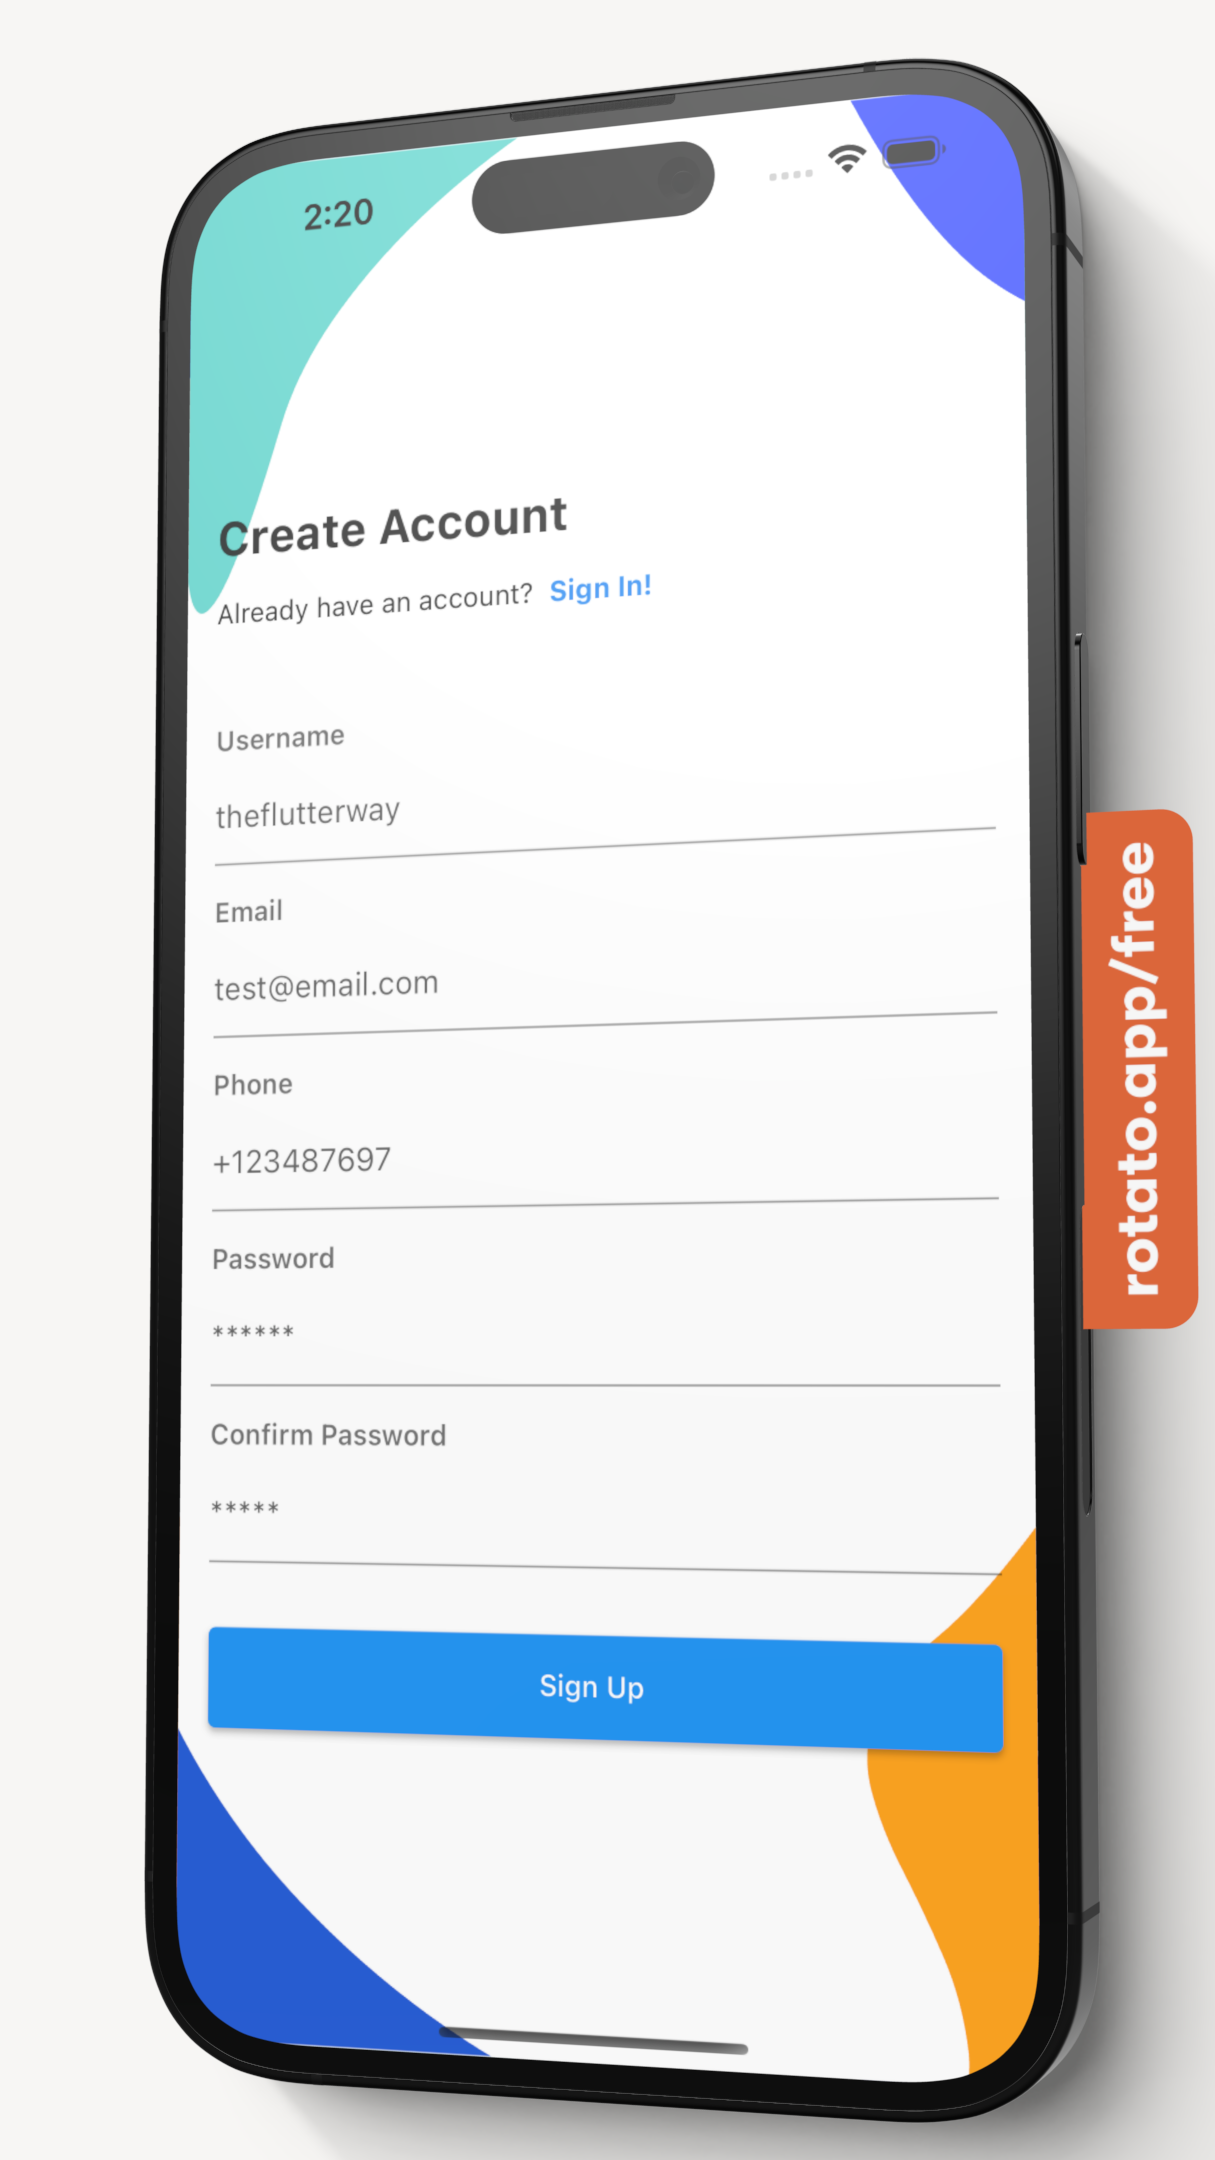 2:20
Create Account
Already have an account? Sign In!
Username
theflutterway
Email
test@email.com
Phone
+123487697
Password
******
Confirm Password
*****
Sign Up
rotato.app/free